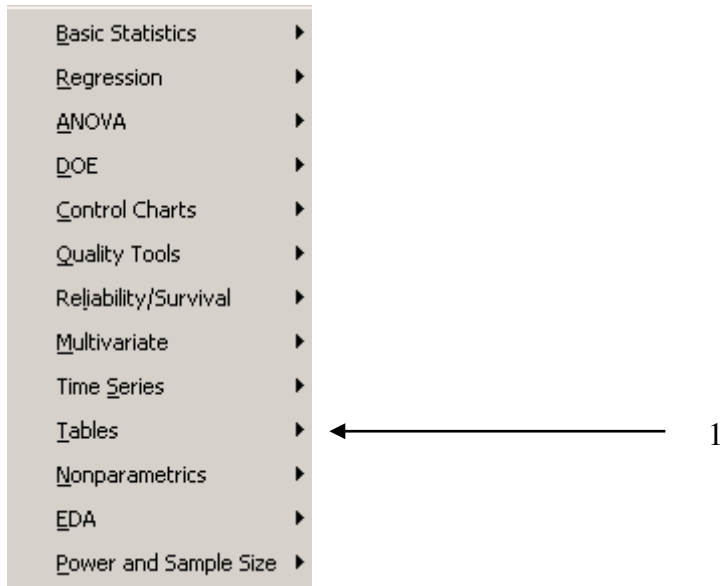 Basic Statistics
Regression
ANOVA
DOE
Control Charts
Quality Tools
Reliability/Survival
Multivariate
Time Series
Tables
1
Nonparametrics
EDA
Power and Sample Size